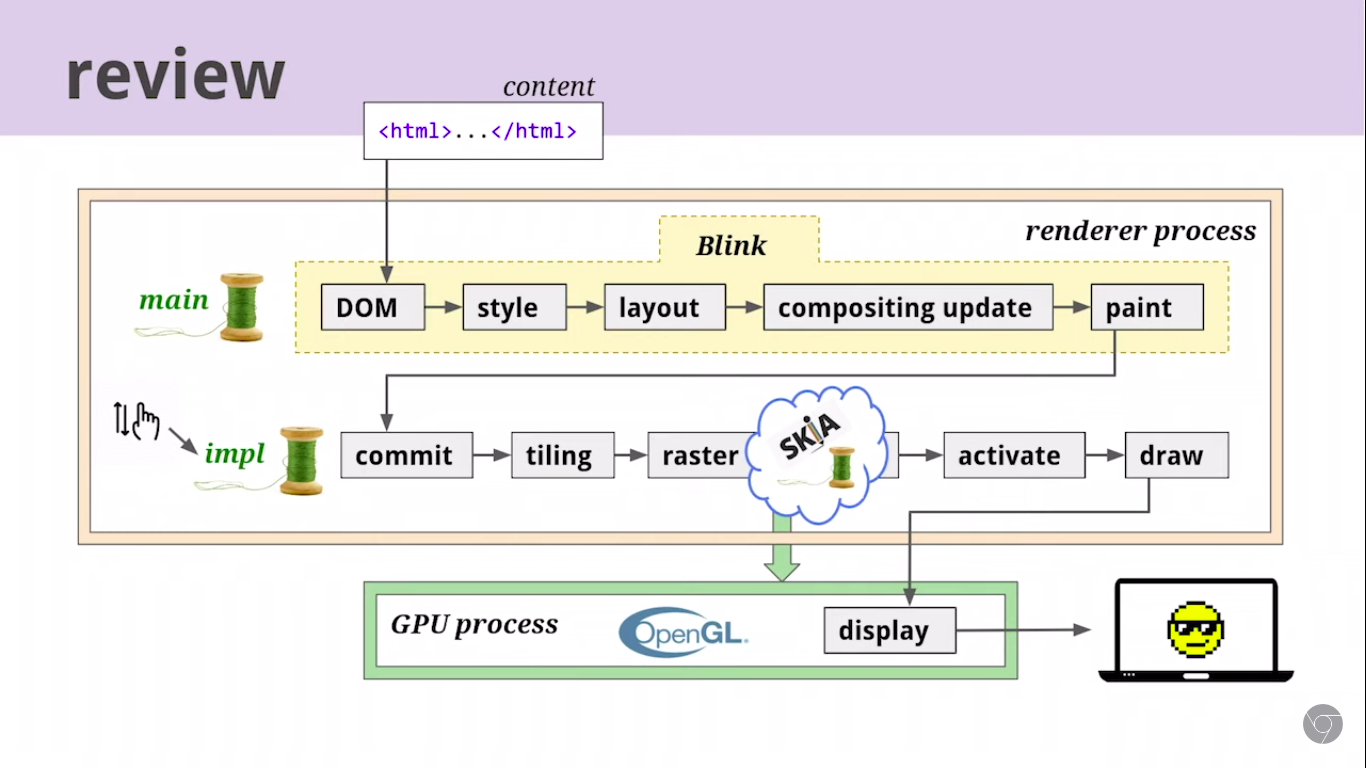 review
content
<html>...</html>
renderer process
Blink
main
DOM
style
layout
compositing update
paint
impl
commit
tiling
raster
SKiA
activate
draw
GPU process
OpenGL®
display